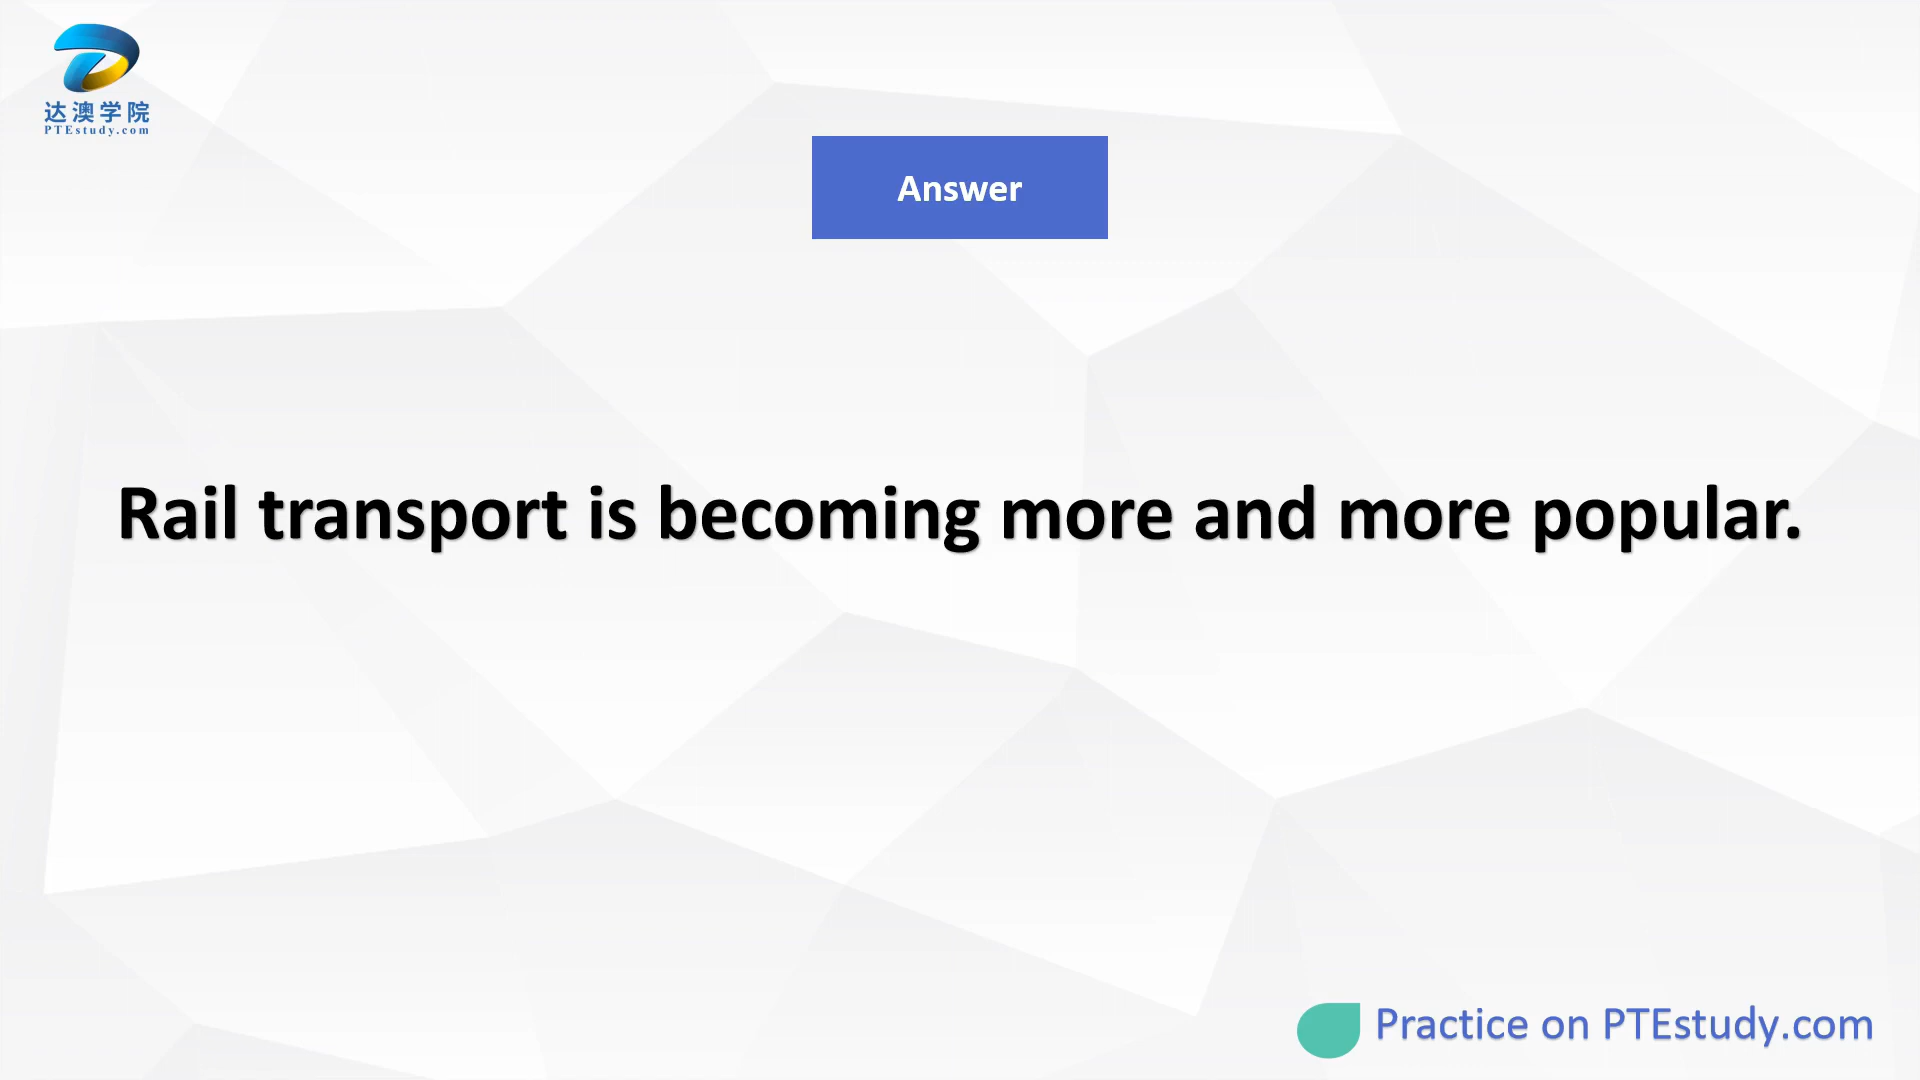 达澳学院
PTEstudy.com
Answer
Rail transport is becoming more and more popular.
Practice on PTEstudy.com